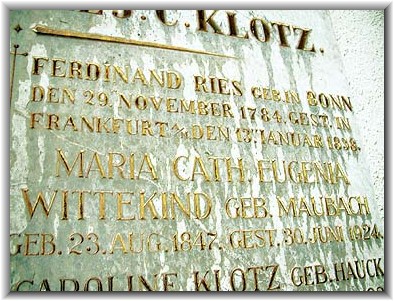 J. C. KLOTZ.
FERDINAND RIES GEB. IN BONN
DEN 29. NOVEMBER 1784. GEST. IN
FRANKFURT A/M DEN 13TN JANUAR 1838.
MARIA CATH. EUGENIA
WITTEKIND GEB. MAUBACH
GEB. 23. AUG. 1847. GEST. 30. JUNI 1924.
CAROLINE KLOTZ GEB. HAUCK